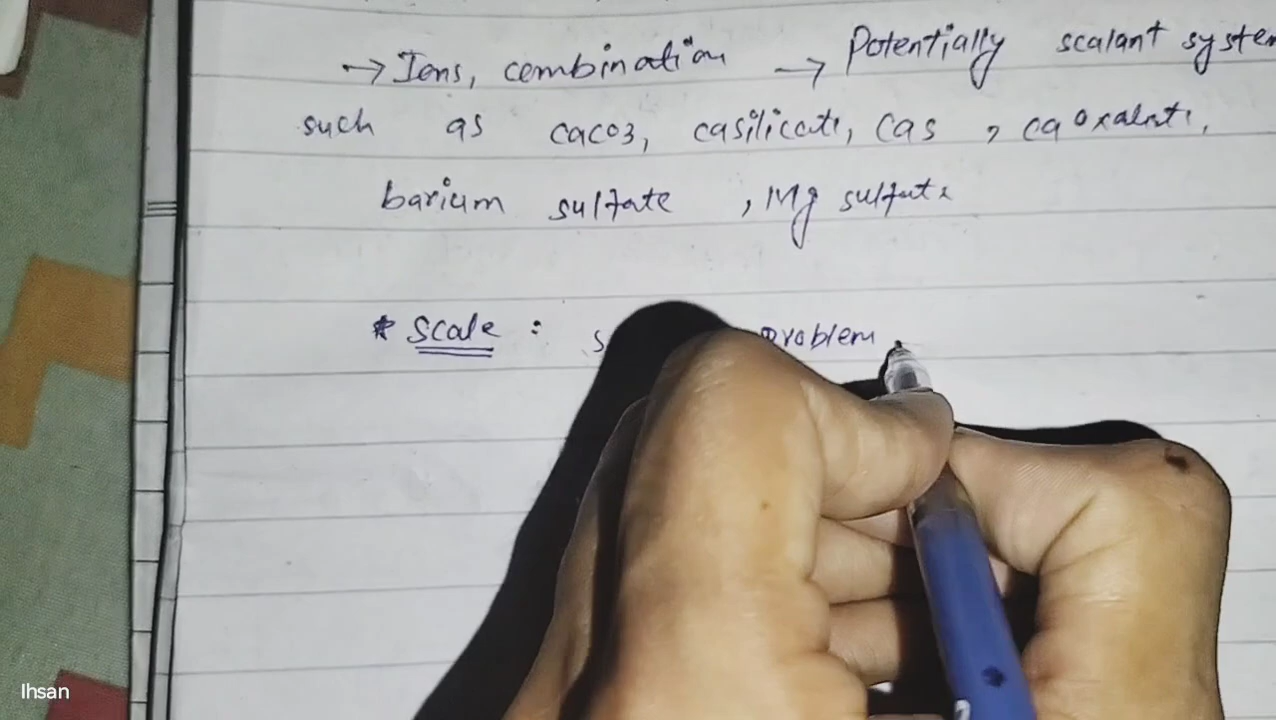 → Ions, combination → Potentially scalant system
such as caco3, casilicate, cas , ca oxalate,
barium sulfate , Mg sulfate
* Scale : problem
Ihsan